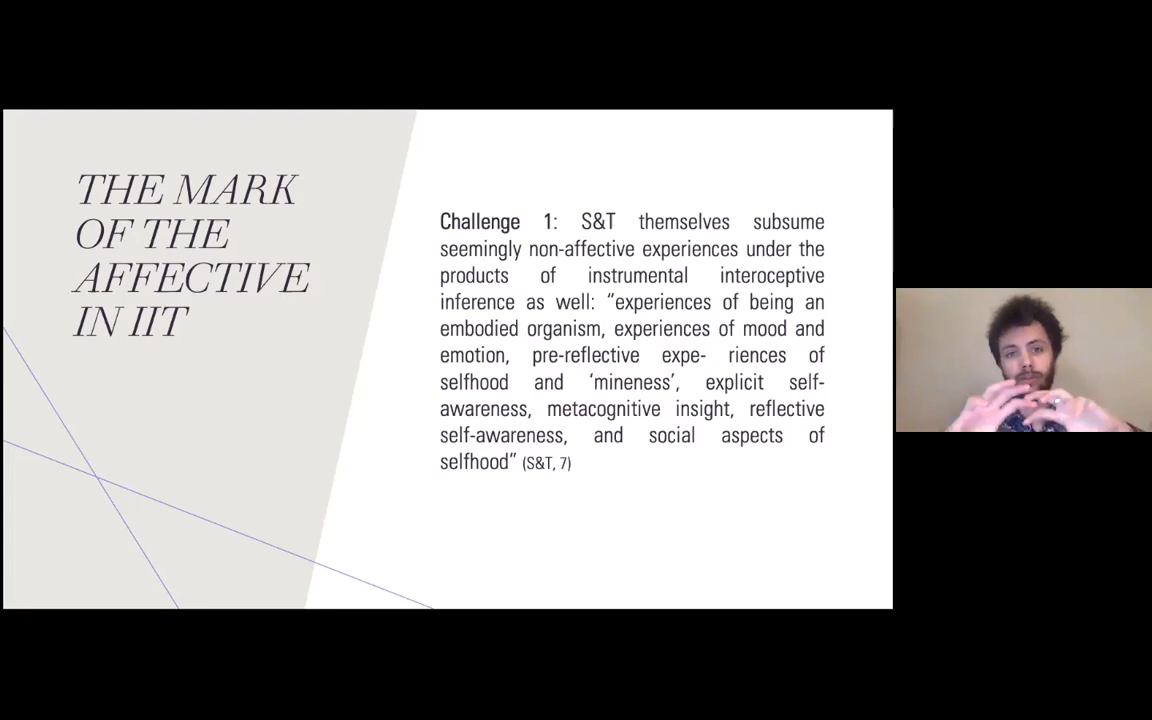 THE MARK
OF THE
AFFECTIVE
IN IIT
Challenge 1: S&T themselves subsume
seemingly non-affective experiences under the
products of instrumental interoceptive
inference as well: “experiences of being an
embodied organism, experiences of mood and
emotion, pre-reflective expe- riences of
selfhood and ‘mineness’, explicit self-
awareness, metacognitive insight, reflective
self-awareness, and social aspects of
selfhood” (S&T, 7)